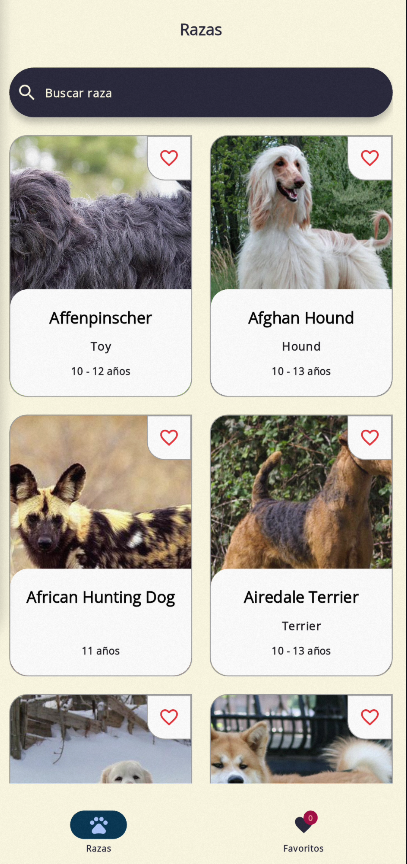 Razas
Buscar raza
Affenpinscher
Toy
10 - 12 años
Afghan Hound
Hound
10 - 13 años
African Hunting Dog
11 años
Airedale Terrier
Terrier
10 - 13 años
Razas
0
Favoritos